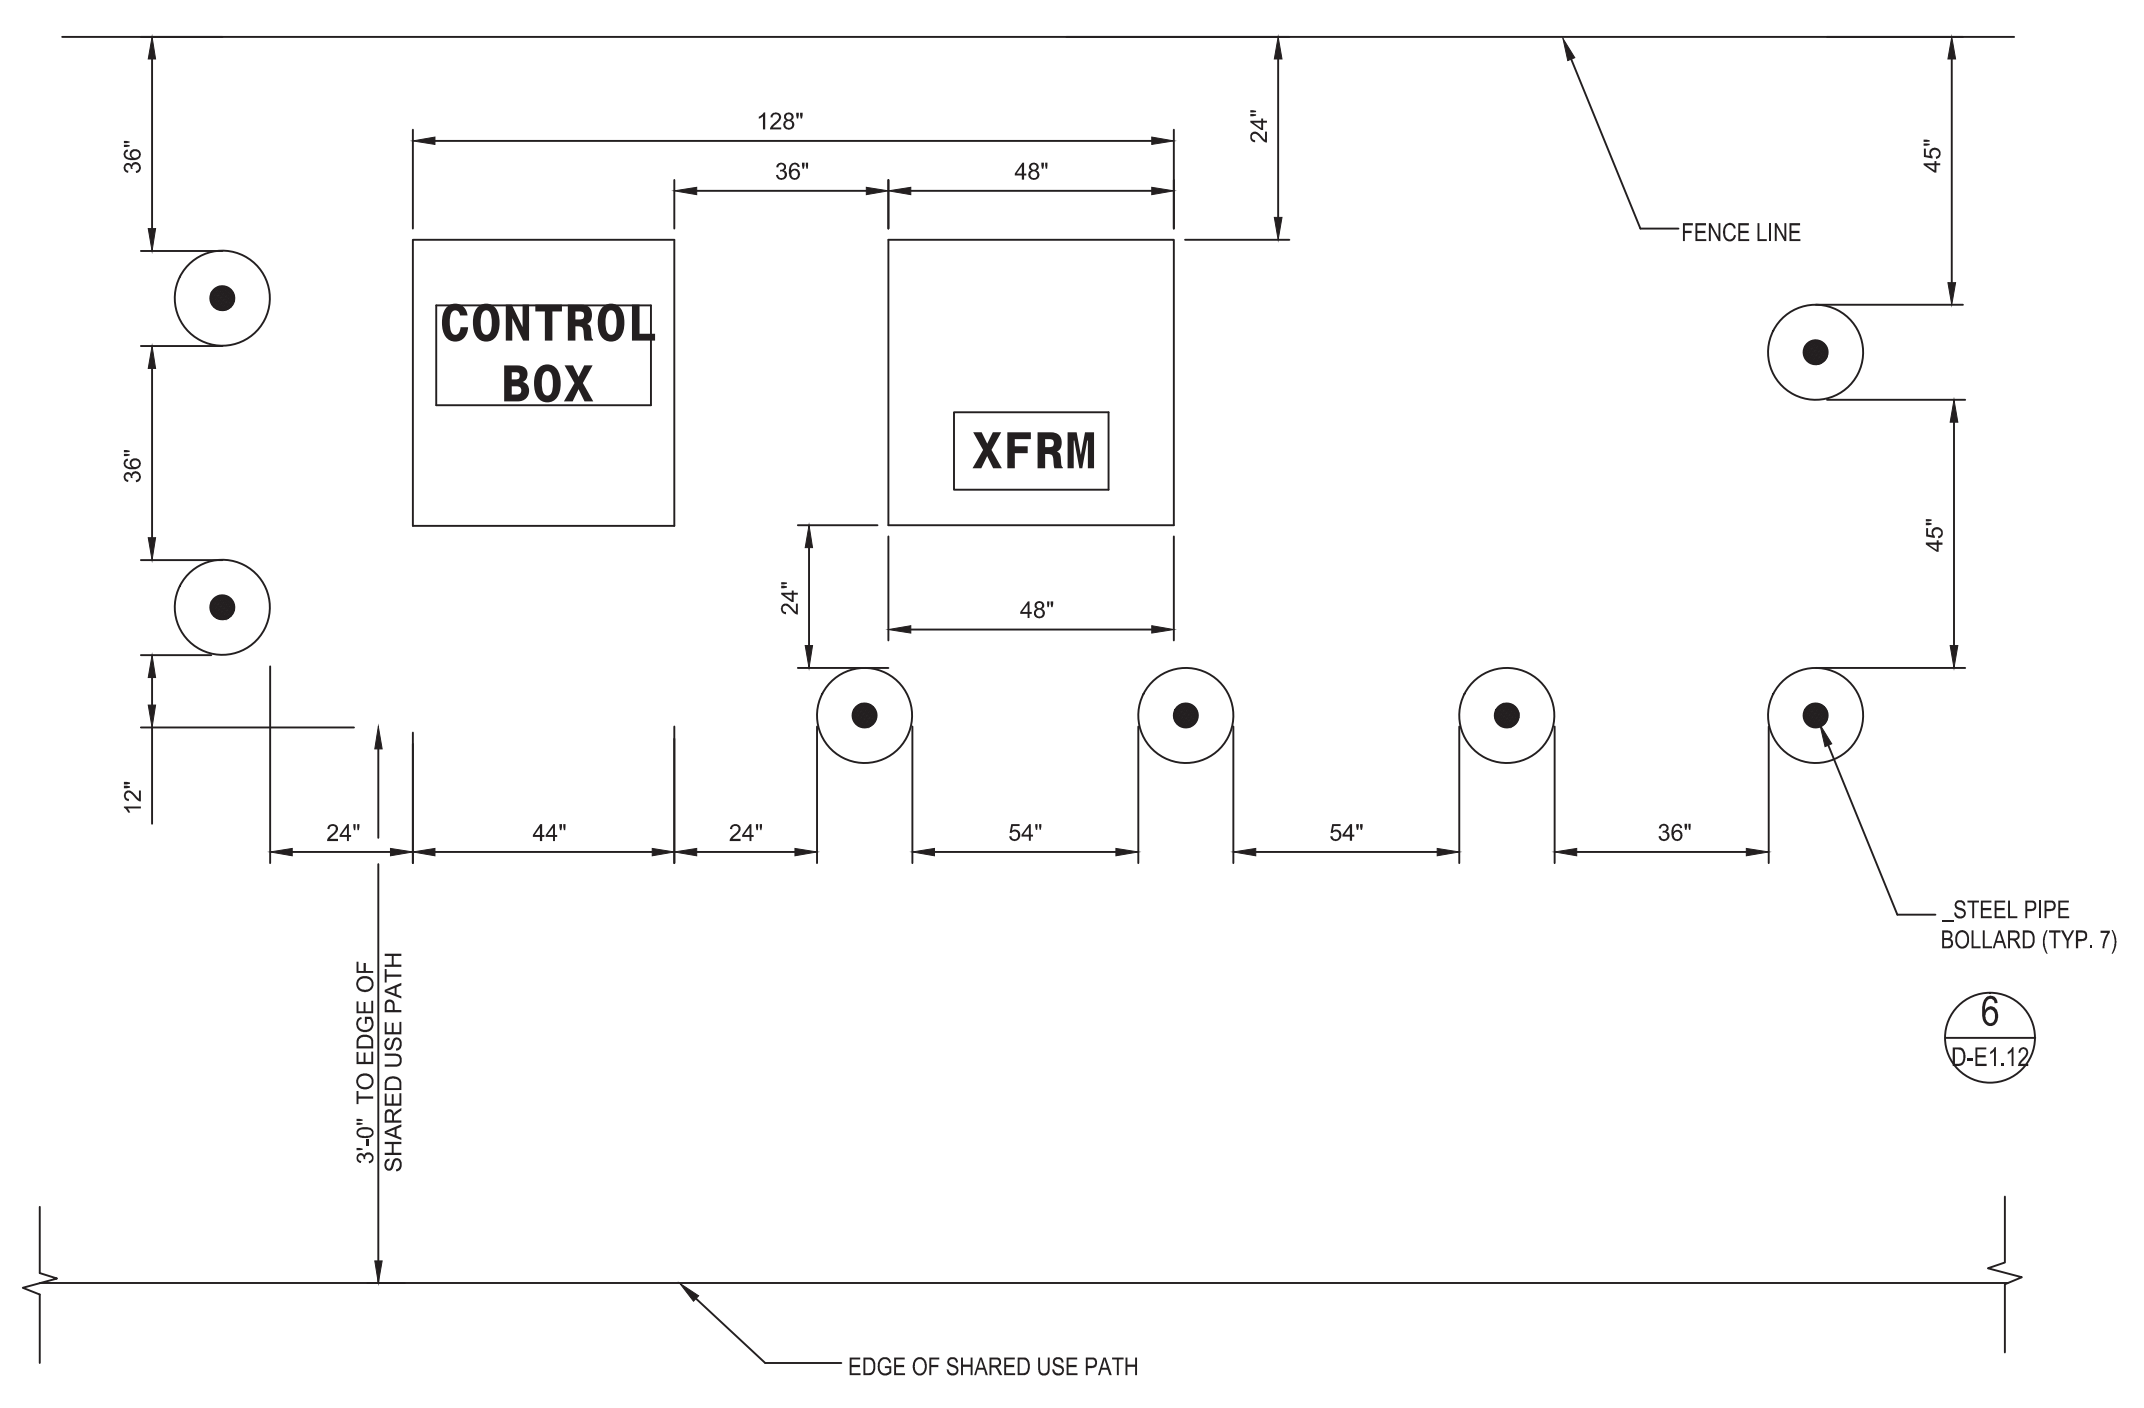 128"
36"
48"
24"
36"
45"
FENCE LINE
CONTROL
BOX
XFRM
36"
45"
24"
48"
12"
24"
44"
24"
54"
54"
36"
_STEEL PIPE
BOLLARD (TYP. 7)
3'-0" TO EDGE OF
SHARED USE PATH
6
D-E1.12
EDGE OF SHARED USE PATH